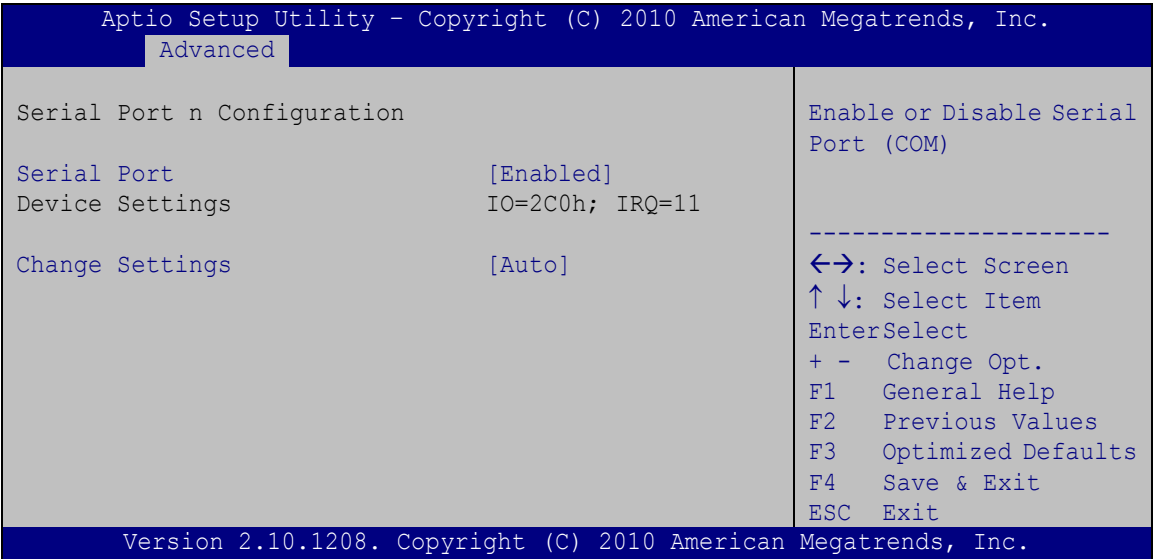 Aptio Setup Utility – Copyright (C) 2010 American Megatrends, Inc.
Advanced
Serial Port n Configuration
Serial Port [Enabled]
Device Settings IO=2C0h; IRQ=11
Change Settings [Auto]
Enable or Disable Serial
Port (COM)
---------------------
←→: Select Screen
↑ ↓: Select Item
EnterSelect
+ - Change Opt.
F1 General Help
F2 Previous Values
F3 Optimized Defaults
F4 Save & Exit
ESC Exit
Version 2.10.1208. Copyright (C) 2010 American Megatrends, Inc.